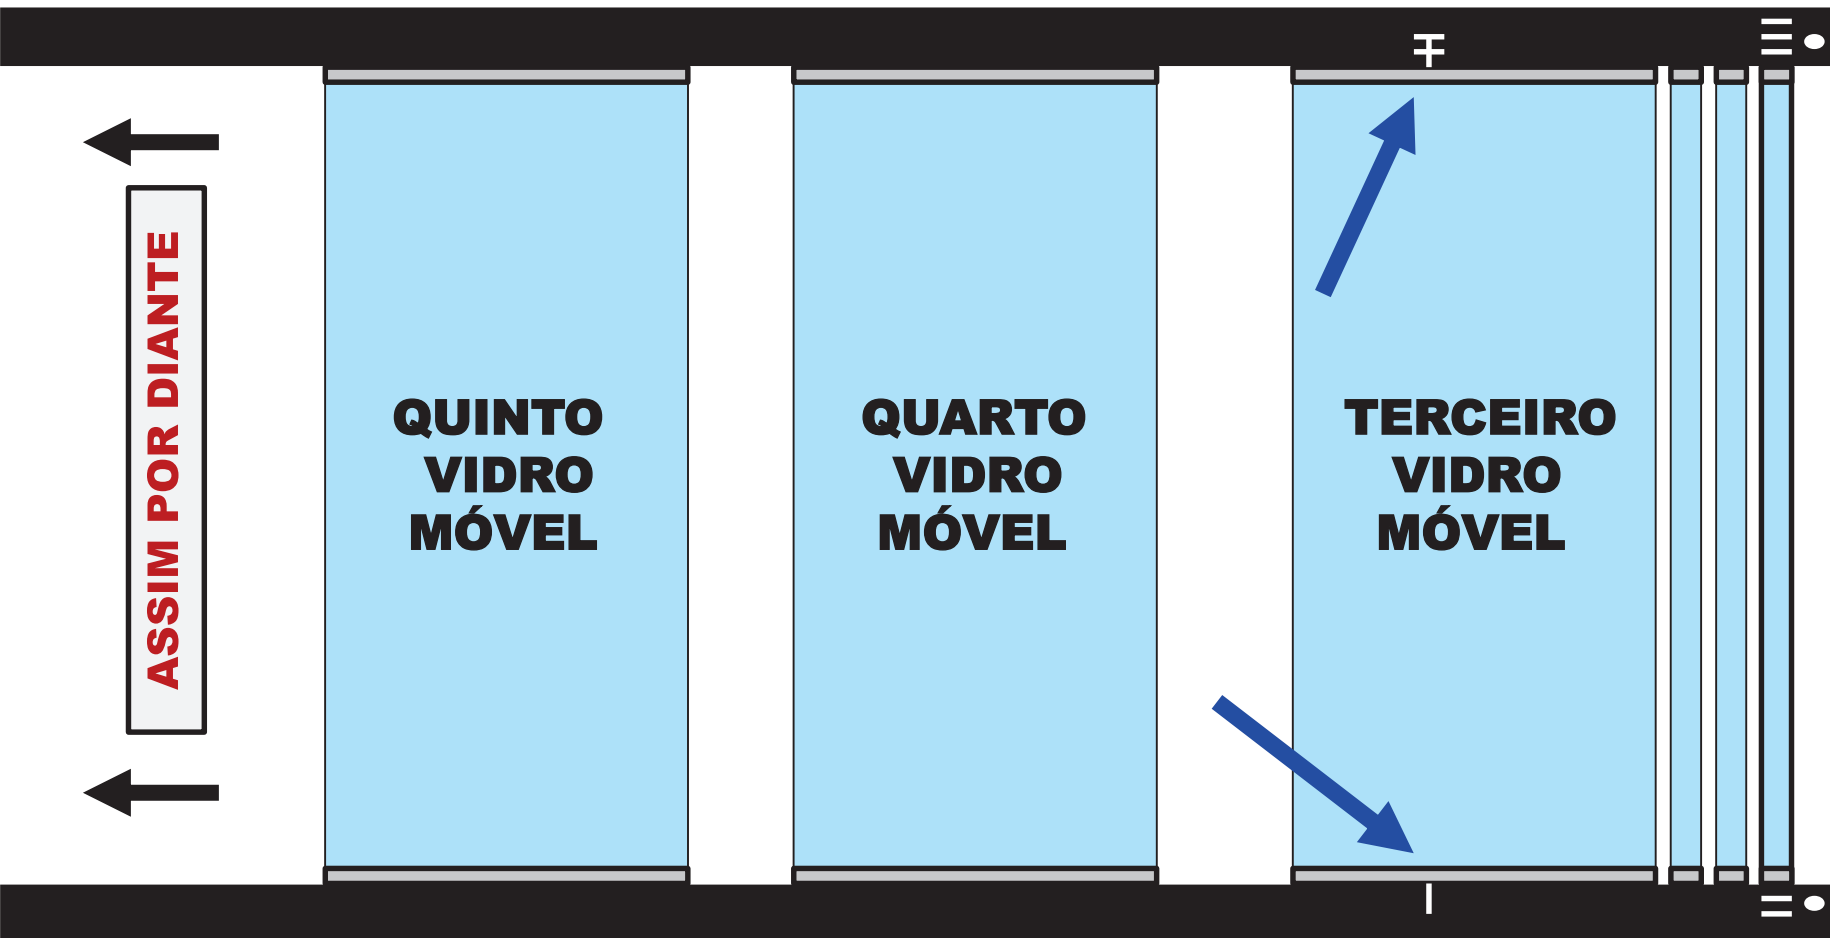 ASSIM POR DIANTE
QUINTO
VIDRO
MÓVEL
QUARTO
VIDRO
MÓVEL
TERCEIRO
VIDRO
MÓVEL